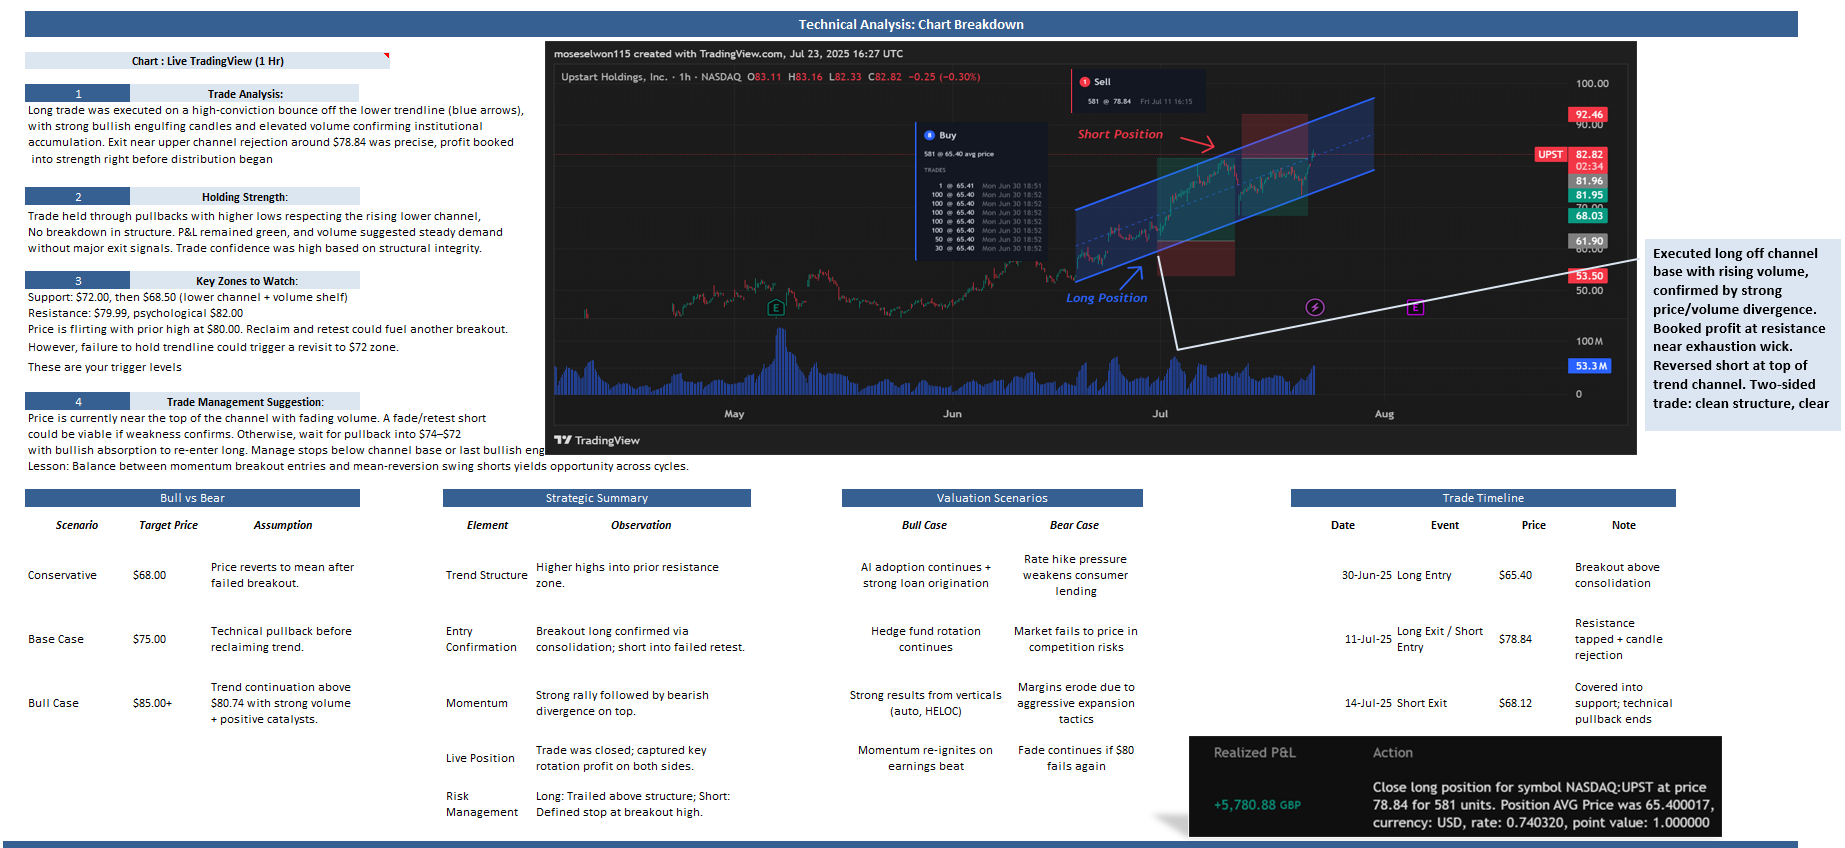 Technical Analysis: Chart Breakdown
Chart : Live TradingView (1 Hr)
1
Trade Analysis:
Long trade was executed on a high-conviction bounce off the lower trendline (blue arrows),
with strong bullish engulfing candles and elevated volume confirming institutional
accumulation. Exit near upper channel rejection around $78.84 was precise, profit booked
into strength right before distribution began
2
Holding Strength:
Trade held through pullbacks with higher lows respecting the rising lower channel,
No breakdown in structure. P&L remained green, and volume suggested steady demand
without major exit signals. Trade confidence was high based on structural integrity.
3
Key Zones to Watch:
Support: $72.00, then $68.50 (lower channel + volume shelf)
Resistance: $79.99, psychological $82.00
Price is flirting with prior high at $80.00. Reclaim and retest could fuel another breakout.
However, failure to hold trendline could trigger a revisit to $72 zone.
These are your trigger levels
4
Trade Management Suggestion:
Price is currently near the top of the channel with fading volume. A fade/retest short
could be viable if weakness confirms. Otherwise, wait for pullback into $74–$72
with bullish absorption to re-enter long. Manage stops below channel base or last bullish eng
Lesson: Balance between momentum breakout entries and mean-reversion swing shorts yields opportunity across cycles.
moseselwon115 created with TradingView.com, Jul 23, 2025 16:27 UTC
Upstart Holdings, Inc. · 1h · NASDAQ O83.11 H83.16 L82.33 C82.82 −0.25 (−0.30%)
1 Sell
581 @ 78.84 Fri Jul 11 16:15
8 Buy
581 @ 65.40 avg price
TRADES
1 @ 65.41 Mon Jun 30 18:51
100 @ 65.40 Mon Jun 30 18:52
100 @ 65.40 Mon Jun 30 18:52
100 @ 65.40 Mon Jun 30 18:52
100 @ 65.40 Mon Jun 30 18:52
100 @ 65.40 Mon Jun 30 18:52
50 @ 65.40 Mon Jun 30 18:52
30 @ 65.40 Mon Jun 30 18:52
Short Position
Long Position
E
E
100.00
92.46
90.00
UPST 82.82
02:34
81.96
81.95
70.00
68.03
61.90
60.00
53.50
50.00
100 M
53.3 M
0
May
Jun
Jul
Aug
TradingView
Executed long off channel
base with rising volume,
confirmed by strong
price/volume divergence.
Booked profit at resistance
near exhaustion wick.
Reversed short at top of
trend channel. Two-sided
trade: clean structure, clear
Bull vs Bear
Scenario Target Price Assumption
Conservative $68.00 Price reverts to mean after
failed breakout.
Base Case $75.00 Technical pullback before
reclaiming trend.
Bull Case $85.00+ Trend continuation above
$80.74 with strong volume
+ positive catalysts.
Strategic Summary
Element Observation
Trend Structure Higher highs into prior resistance
zone.
Entry
Confirmation
Breakout long confirmed via
consolidation; short into failed retest.
Momentum Strong rally followed by bearish
divergence on top.
Live Position Trade was closed; captured key
rotation profit on both sides.
Risk
Msnagement
Long: Trailed above structure; Short:
Defined stop at breakout high.
Valuation Scenarios
Bull Case Bear Case
AI adoption continues +
strong loan origination
Rate hike pressure
weakens consumer
lending
Hedge fund rotation
continues
Market fails to price in
competition risks
Strong results from verticals
(auto, HELOC)
Margins erode due to
aggressive expansion
tactics
Momentum re-ignites on
earnings beat
Fade continues if $80
fails again
Trade Timeline
Date Event Price Note
30-Jun-25 Long Entry $65.40 Breakout above
consolidation
11-Jul-25 Long Exit / Short
Entry
$78.84
Resistance
tapped + candle
rejection
14-Jul-25 Short Exit $68.12 Covered into
support; technical
pullback ends
Realized P&L Action
+5,780.88 GBP
Close long position for symbol NASDAQ:UPST at price
78.84 for 581 units. Position AVG Price was 65.400017,
currency: USD, rate: 0.740320, point value: 1.000000